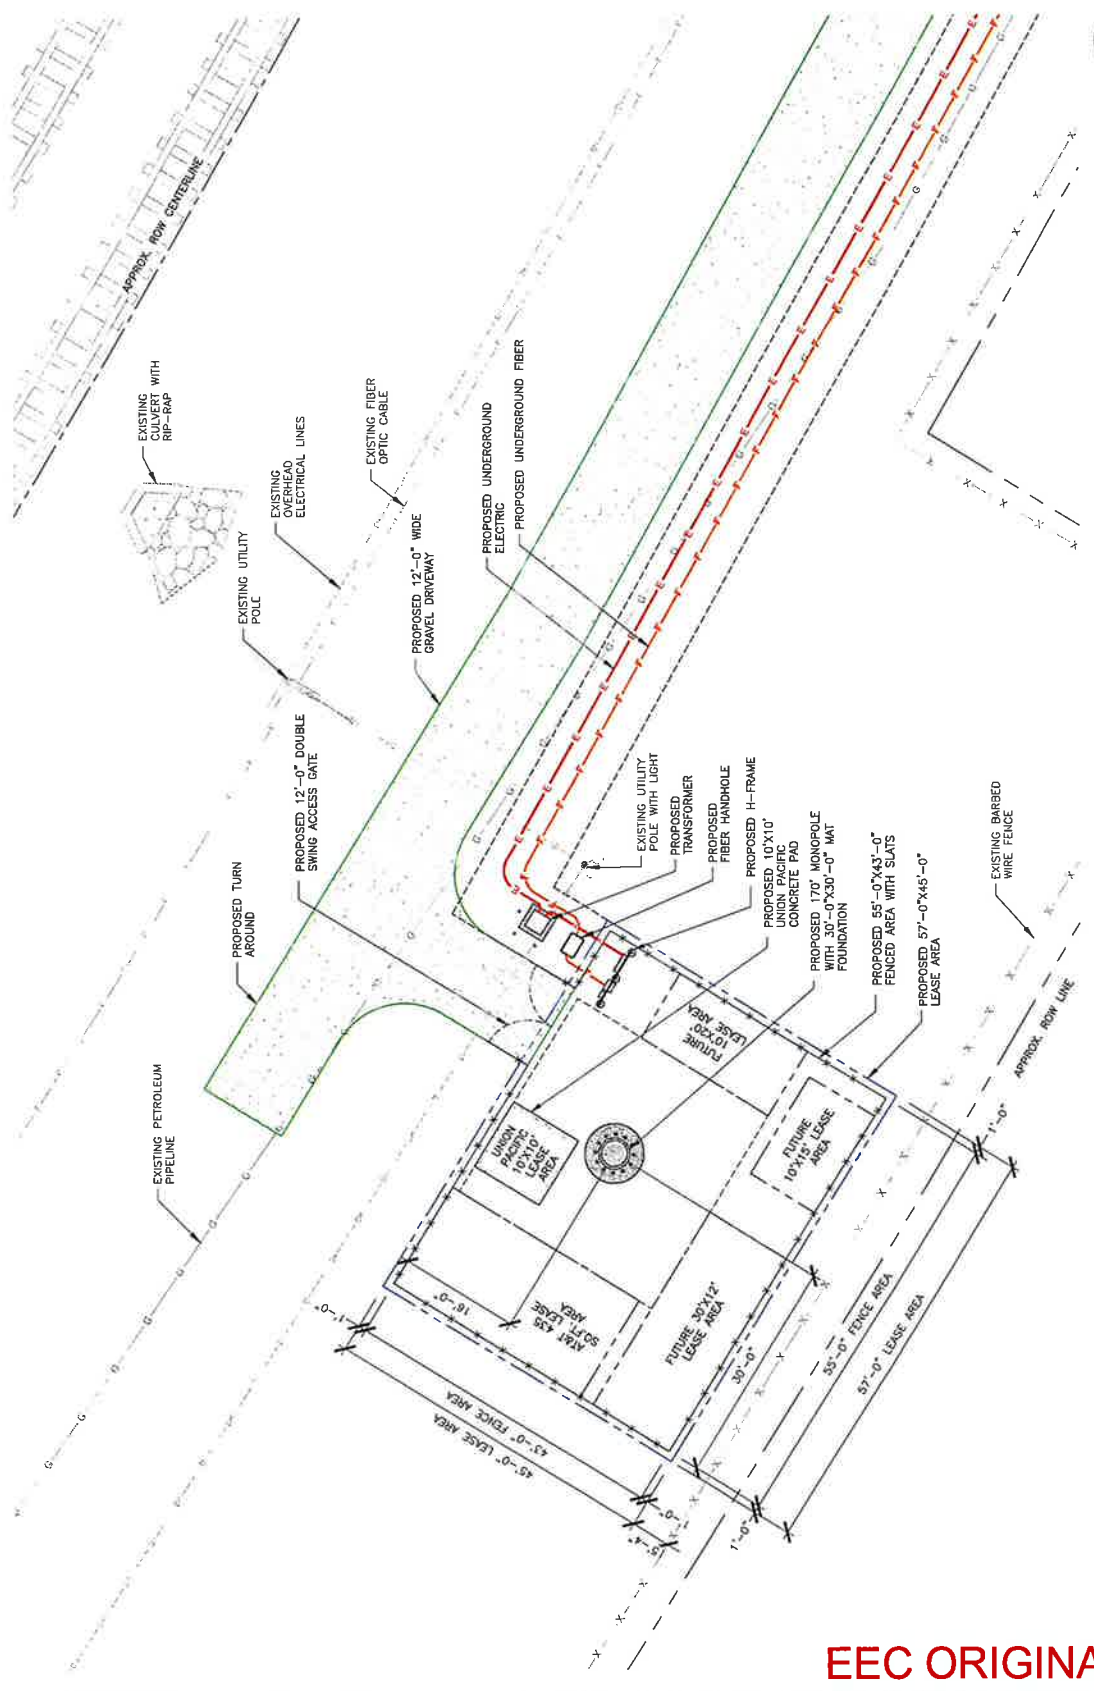 APPROX. ROW CENTERLINE
EXISTING
CULVERT WITH
RIP-RAP
EXISTING FIBER
OPTIC CABLE
EXISTING
OVERHEAD
ELECTRICAL LINES
EXISTING UTILITY
POLE
PROPOSED 12'-0" WIDE
GRAVEL DRIVEWAY
PROPOSED UNDERGROUND
ELECTRIC
PROPOSED UNDERGROUND FIBER
PROPOSED 12'-0" DOUBLE
SWING ACCESS GATE
PROPOSED TURN
AROUND
EXISTING PETROLEUM
PIPELINE
EXISTING UTILITY
POLE WITH LIGHT
PROPOSED
TRANSFORMER
PROPOSED
FIBER HANDHOLE
PROPOSED H-FRAME
PROPOSED 10'X10'
UNION PACIFIC
CONCRETE PAD
PROPOSED 170' MONOPOLE
WITH 30'-0"X30'-0" MAT
FOUNDATION
PROPOSED 55'-0"X43'-0"
FENCED AREA WITH SLATS
PROPOSED 57'-0"X45'-0"
LEASE AREA
EXISTING BARBED
WIRE FENCE
APPROX. ROW LINE
FUTURE
10'X20'
LEASE AREA
UNION
PACIFIC
10'X10'
LEASE
AREA
FUTURE
10'X15' LEASE
AREA
AT&T 435
SQ.FT. LEASE
AREA
FUTURE 30'X12'
LEASE AREA
16'-0"
1'-0"
43'-0" FENCE AREA
45'-0" LEASE AREA
1'-0"
5'-4"
30'-0"
55'-0" FENCE AREA
57'-0" LEASE AREA
1'-0"
1'-0"
EEC ORIGINA